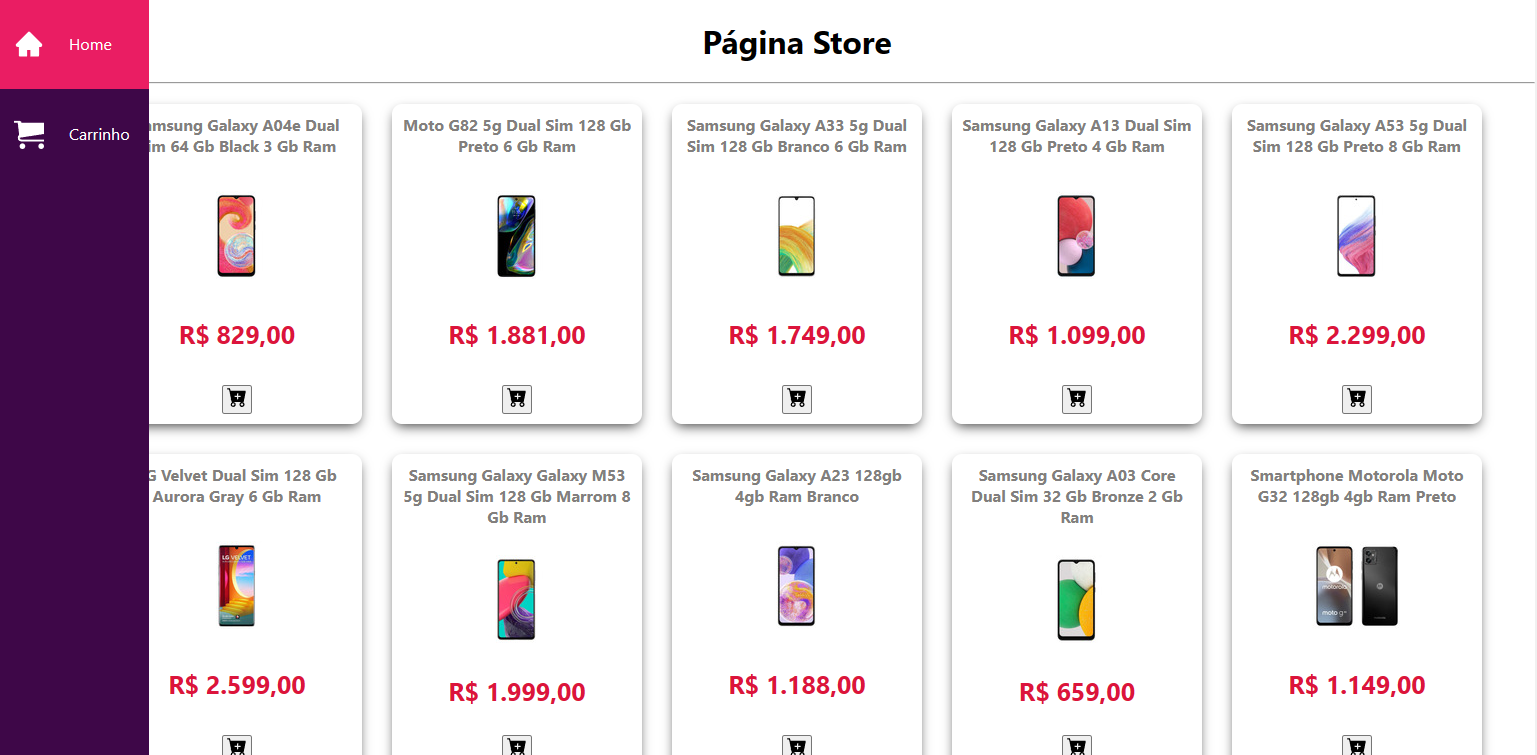 Home
Carrinho
Página Store
amsung Galaxy A04e Dual
im 64 Gb Black 3 Gb Ram
R$ 829,00
Moto G82 5g Dual Sim 128 Gb
Preto 6 Gb Ram
R$ 1.881,00
Samsung Galaxy A33 5g Dual
Sim 128 Gb Branco 6 Gb Ram
R$ 1.749,00
Samsung Galaxy A13 Dual Sim
128 Gb Preto 4 Gb Ram
R$ 1.099,00
Samsung Galaxy A53 5g Dual
Sim 128 Gb Preto 8 Gb Ram
R$ 2.299,00
G Velvet Dual Sim 128 Gb
Aurora Gray 6 Gb Ram
LG VELVET
R$ 2.599,00
Samsung Galaxy Galaxy M53
5g Dual Sim 128 Gb Marrom 8
Gb Ram
R$ 1.999,00
Samsung Galaxy A23 128gb
4gb Ram Branco
R$ 1.188,00
Samsung Galaxy A03 Core
Dual Sim 32 Gb Bronze 2 Gb
Ram
R$ 659,00
Smartphone Motorola Moto
G32 128gb 4gb Ram Preto
motorola
moto g32
R$ 1.149,00